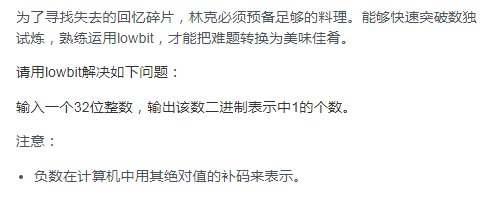 为了寻找失去的回忆碎片，林克必须预备足够的料理。能够快速突破数独
试炼，熟练运用lowbit，才能把难题转换为美味佳肴。
请用lowbit解决如下问题：
输入一个32位整数，输出该数二进制表示中1的个数。
注意：
• 负数在计算机中用其绝对值的补码来表示。